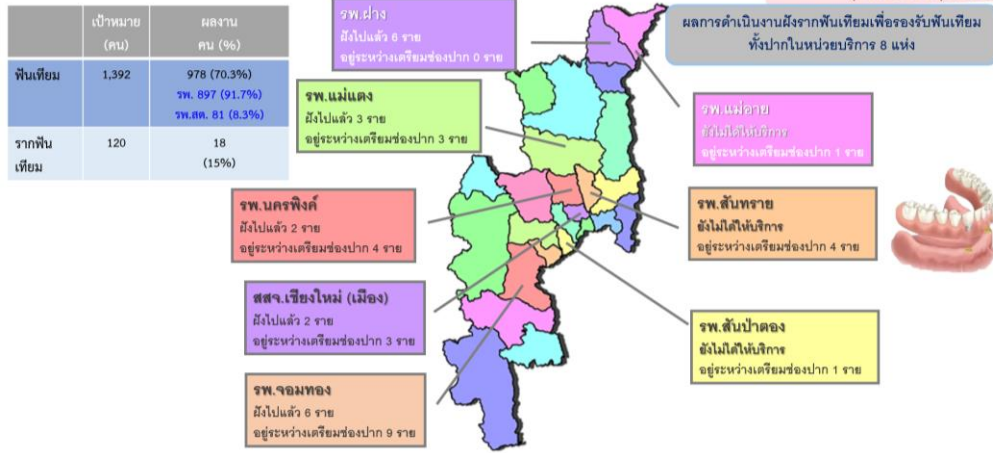 เป้าหมาย
(คน)
ผลงาน
คน (%)
ฟันเทียม
1,392
978 (70.3%)
รพ. 897 (91.7%)
รพ.สต. 81 (8.3%)
รากฟัน
เทียม
120
18
(15%)
ผลการดำเนินงานฝังรากฟันเทียมเพื่อรองรับฟันเทียม
ทั้งปากในหน่วยบริการ 8 แห่ง
รพ.ฝาง
ฝังไปแล้ว 6 ราย
อยู่ระหว่างเตรียมช่องปาก 0 ราย
รพ.แม่แตง
ฝังไปแล้ว 3 ราย
อยู่ระหว่างเตรียมช่องปาก 3 ราย
รพ.แม่อาย
ยังไม่ได้ให้บริการ
อยู่ระหว่างเตรียมช่องปาก 1 ราย
รพ.นครพิงค์
ฝังไปแล้ว 2 ราย
อยู่ระหว่างเตรียมช่องปาก 4 ราย
รพ.สันทราย
ยังไม่ได้ให้บริการ
อยู่ระหว่างเตรียมช่องปาก 4 ราย
สสจ.เชียงใหม่ (เมือง)
ฝังไปแล้ว 2 ราย
อยู่ระหว่างเตรียมช่องปาก 3 ราย
รพ.สันป่าตอง
ยังไม่ได้ให้บริการ
อยู่ระหว่างเตรียมช่องปาก 1 ราย
รพ.จอมทอง
ฝังไปแล้ว 6 ราย
อยู่ระหว่างเตรียมช่องปาก 9 ราย